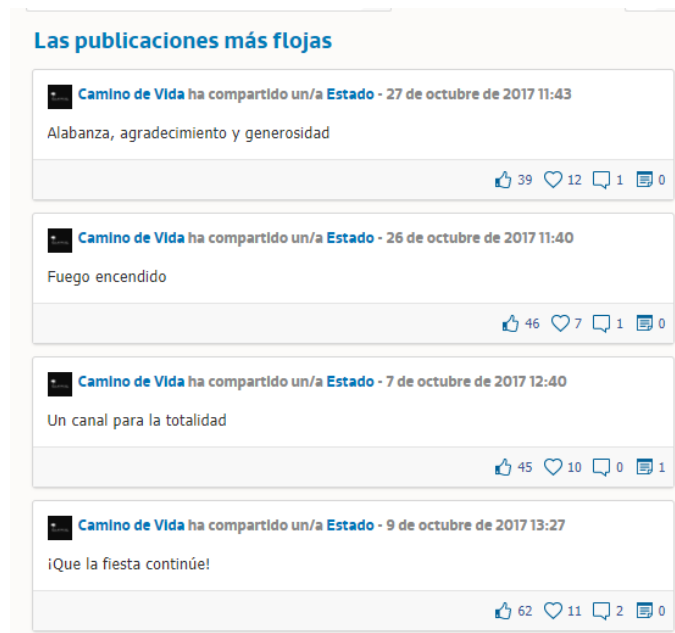 Las publicaciones más flojas
Camino de Vida ha compartido un/a Estado - 27 de octubre de 2017 11:43
Alabanza, agradecimiento y generosidad
39 12 1 0
Camino de Vida ha compartido un/a Estado - 26 de octubre de 2017 11:40
Fuego encendido
46 7 1 0
Camino de Vida ha compartido un/a Estado - 7 de octubre de 2017 12:40
Un canal para la totalidad
45 10 0 1
Camino de Vida ha compartido un/a Estado - 9 de octubre de 2017 13:27
¡Que la fiesta continúe!
62 11 2 0